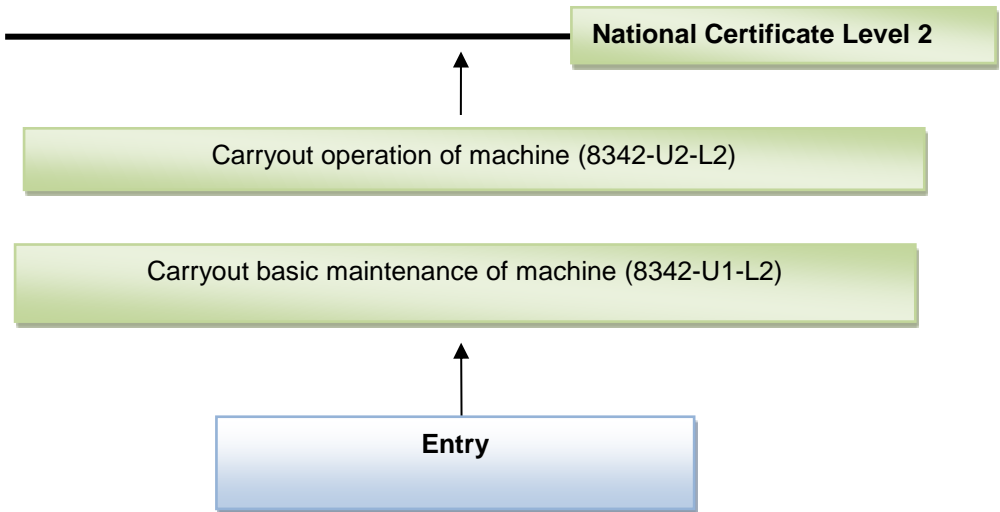 National Certificate Level 2
Carryout operation of machine (8342-U2-L2)
Carryout basic maintenance of machine (8342-U1-L2)
Entry